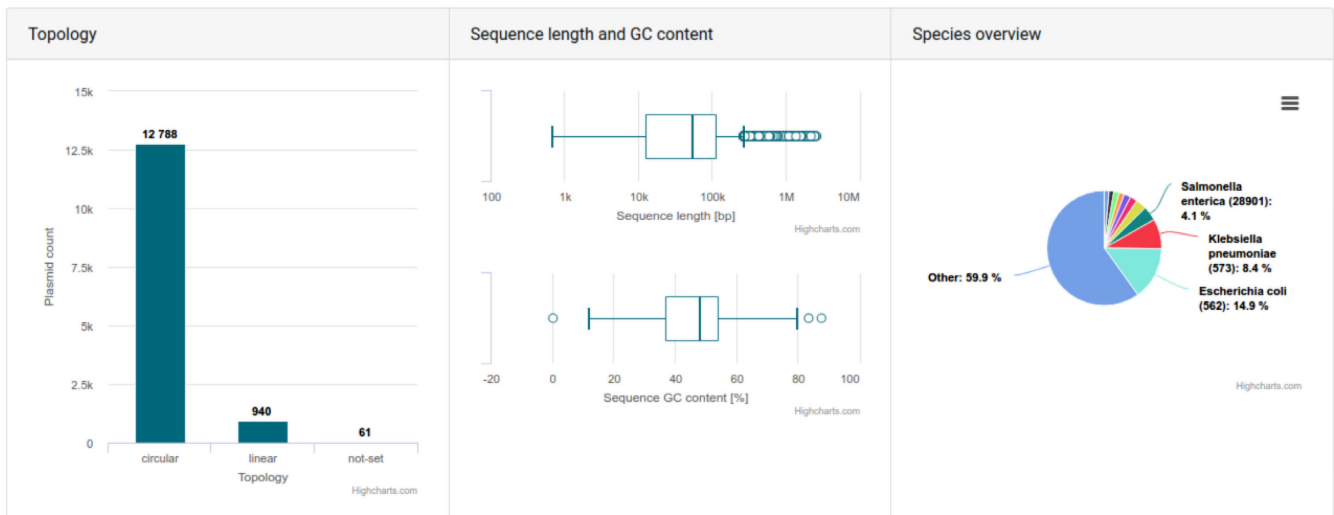 Topology
15k
12.5k
10k
7.5k
5k
2.5k
0
Plasmid count
12 788
940
61
circular
linear
not-set
Topology
Highcharts.com
Sequence length and GC content
100
1k
10k
100k
1M
10M
Sequence length [bp]
Highcharts.com
-20
0
20
40
60
80
100
Sequence GC content [%]
Highcharts.com
Species overview
Salmonella
enterica (28901):
4.1 %
Klebsiella
pneumoniae
(573): 8.4 %
Escherichia coli
(562): 14.9 %
Other: 59.9 %
Highcharts.com